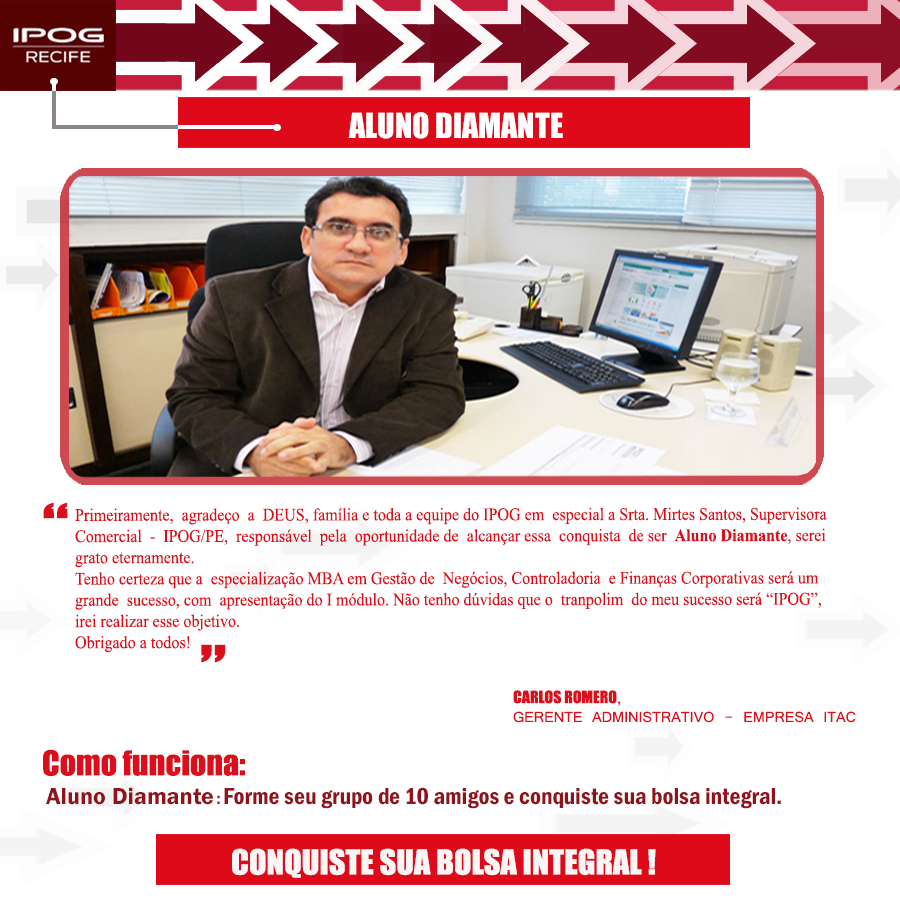 IPOG
RECIFE
ALUNO DIAMANTE
“ Primeiramente, agradeço a DEUS, família e toda a equipe do IPOG em especial a Srta. Mirtes Santos, Supervisora
Comercial - IPOG/PE, responsável pela oportunidade de alcançar essa conquista de ser Aluno Diamante, serei
grato eternamente.
Tenho certeza que a especialização MBA em Gestão de Negócios, Controladoria e Finanças Corporativas será um
grande sucesso, com apresentação do I módulo. Não tenho dúvidas que o tranpolim do meu sucesso será “IPOG”,
irei realizar esse objetivo.
Obrigado a todos! ”
CARLOS ROMERO,
GERENTE ADMINISTRATIVO - EMPRESA ITAC
Como funciona:
Aluno Diamante: Forme seu grupo de 10 amigos e conquiste sua bolsa integral.
CONQUISTE SUA BOLSA INTEGRAL !